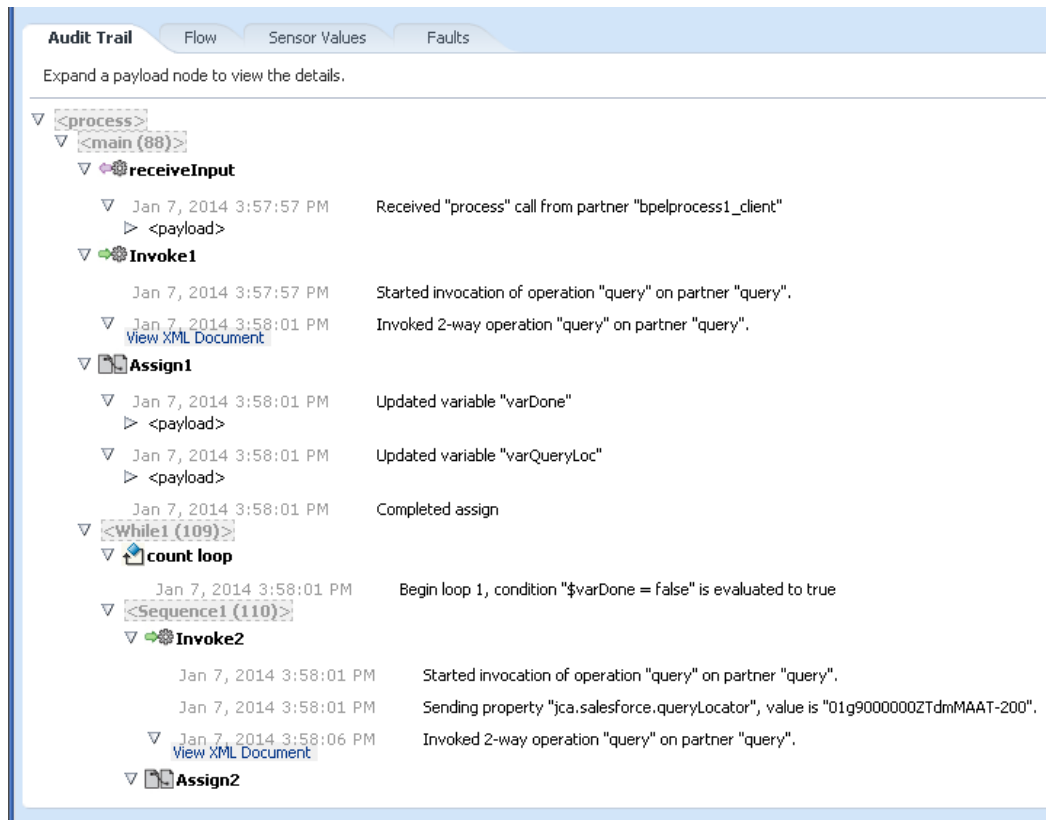 Audit Trail Flow Sensor Values Faults
Expand a payload node to view the details.
<process>
<main (88)>
receiveInput
Jan 7, 2014 3:57:57 PM Received "process" call from partner "bpelprocess1_client"
<payload>
Invoke1
Jan 7, 2014 3:57:57 PM Started invocation of operation "query" on partner "query".
Jan 7, 2014 3:58:01 PM Invoked 2-way operation "query" on partner "query".
View XML Document
Assign1
Jan 7, 2014 3:58:01 PM Updated variable "varDone"
<payload>
Jan 7, 2014 3:58:01 PM Updated variable "varQueryLoc"
<payload>
Jan 7, 2014 3:58:01 PM Completed assign
<While1 (109)>
count loop
Jan 7, 2014 3:58:01 PM Begin loop 1, condition "$varDone = false" is evaluated to true
<Sequence1 (110)>
Invoke2
Jan 7, 2014 3:58:01 PM Started invocation of operation "query" on partner "query".
Jan 7, 2014 3:58:01 PM Sending property "jca.salesforce.queryLocator", value is "01g9000000ZTdmMAAT-200".
Jan 7, 2014 3:58:06 PM Invoked 2-way operation "query" on partner "query".
View XML Document
Assign2